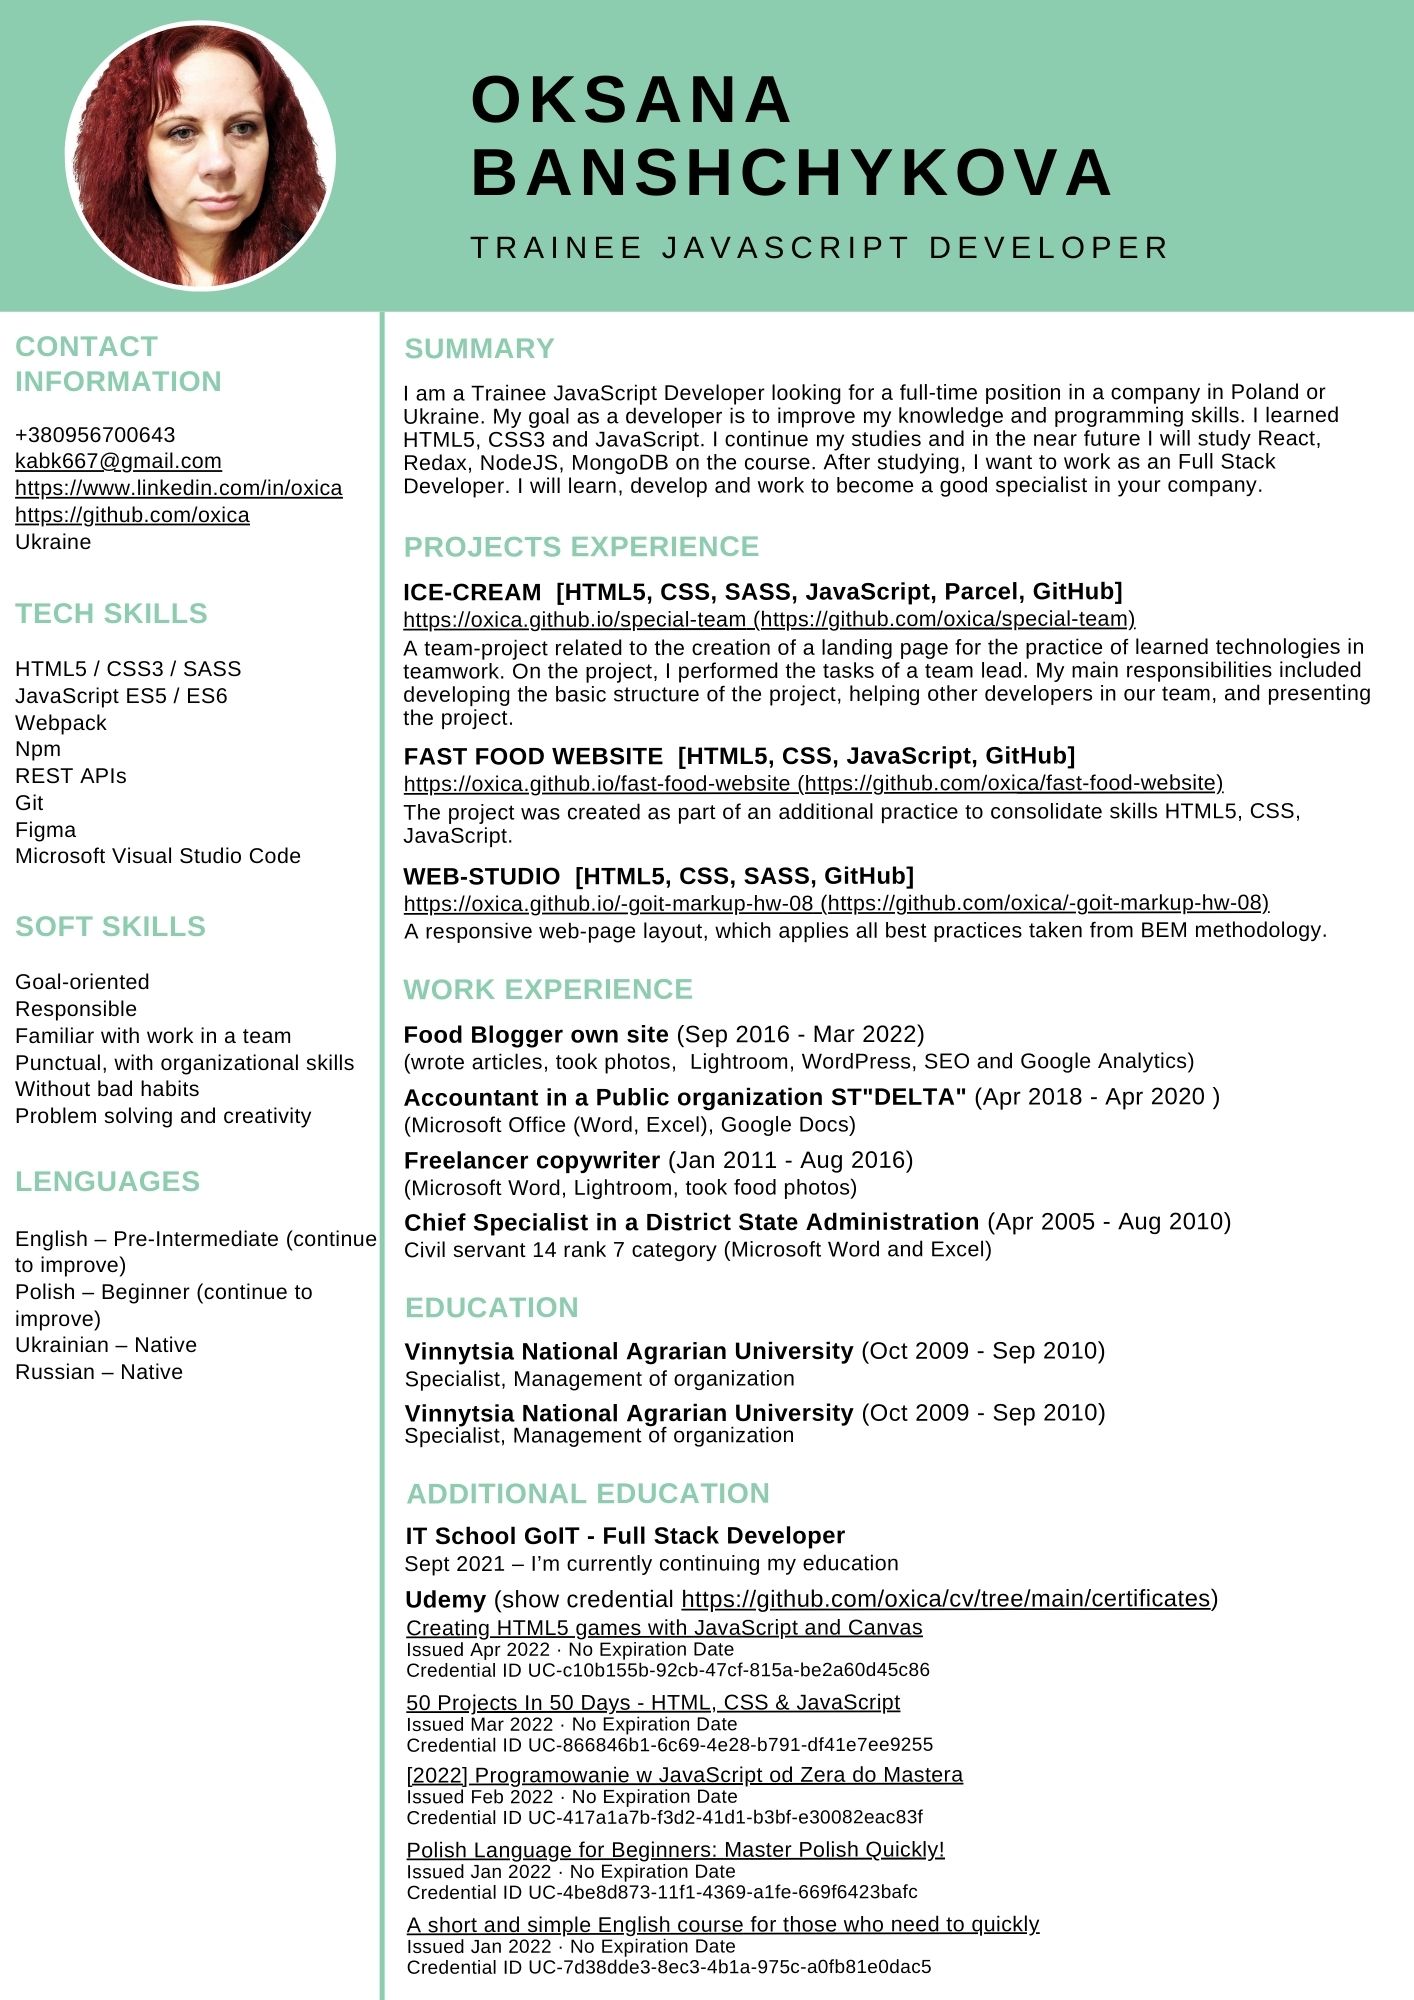 OKSANA
BANSHCHYKOVA
TRAINEE JAVASCRIPT DEVELOPER
CONTACT
INFORMATION
+380956700643
kabk667@gmail.com
https://www.linkedin.com/in/oxica
https://github.com/oxica
Ukraine
TECH SKILLS
HTML5 / CSS3 / SASS
JavaScript ES5 / ES6
Webpack
Npm
REST APIs
Git
Figma
Microsoft Visual Studio Code
SOFT SKILLS
Goal-oriented
Responsible
Familiar with work in a team
Punctual, with organizational skills
Without bad habits
Problem solving and creativity
LENGUAGES
English – Pre-Intermediate (continue
to improve)
Polish – Beginner (continue to
improve)
Ukrainian – Native
Russian – Native
SUMMARY
I am a Trainee JavaScript Developer looking for a full-time position in a company in Poland or
Ukraine. My goal as a developer is to improve my knowledge and programming skills. I learned
HTML5, CSS3 and JavaScript. I continue my studies and in the near future I will study React,
Redax, NodeJS, MongoDB on the course. After studying, I want to work as an Full Stack
Developer. I will learn, develop and work to become a good specialist in your company.
PROJECTS EXPERIENCE
ICE-CREAM [HTML5, CSS, SASS, JavaScript, Parcel, GitHub]
https://oxica.github.io/special-team (https://github.com/oxica/special-team)
A team-project related to the creation of a landing page for the practice of learned technologies in
teamwork. On the project, I performed the tasks of a team lead. My main responsibilities included
developing the basic structure of the project, helping other developers in our team, and presenting
the project.
FAST FOOD WEBSITE [HTML5, CSS, JavaScript, GitHub]
https://oxica.github.io/fast-food-website (https://github.com/oxica/fast-food-website)
The project was created as part of an additional practice to consolidate skills HTML5, CSS,
JavaScript.
WEB-STUDIO [HTML5, CSS, SASS, GitHub]
https://oxica.github.io/-goit-markup-hw-08 (https://github.com/oxica/-goit-markup-hw-08)
A responsive web-page layout, which applies all best practices taken from BEM methodology.
WORK EXPERIENCE
Food Blogger own site (Sep 2016 - Mar 2022)
(wrote articles, took photos, Lightroom, WordPress, SEO and Google Analytics)
Accountant in a Public organization ST"DELTA" (Apr 2018 - Apr 2020 )
(Microsoft Office (Word, Excel), Google Docs)
Freelancer copywriter (Jan 2011 - Aug 2016)
(Microsoft Word, Lightroom, took food photos)
Chief Specialist in a District State Administration (Apr 2005 - Aug 2010)
Civil servant 14 rank 7 category (Microsoft Word and Excel)
EDUCATION
Vinnytsia National Agrarian University (Oct 2009 - Sep 2010)
Specialist, Management of organization
Vinnytsia National Agrarian University (Oct 2009 - Sep 2010)
Specialist, Management of organization
ADDITIONAL EDUCATION
IT School GoIT - Full Stack Developer
Sept 2021 – I’m currently continuing my education
Udemy (show credential https://github.com/oxica/cv/tree/main/certificates)
Creating HTML5 games with JavaScript and Canvas
Issued Apr 2022 · No Expiration Date
Credential ID UC-c10b155b-92cb-47cf-815a-be2a60d45c86
50 Projects In 50 Days - HTML, CSS & JavaScript
Issued Mar 2022 · No Expiration Date
Credential ID UC-866846b1-6c69-4e28-b791-df41e7ee9255
[2022] Programowanie w JavaScript od Zera do Mastera
Issued Feb 2022 · No Expiration Date
Credential ID UC-417a1a7b-f3d2-41d1-b3bf-e30082eac83f
Polish Language for Beginners: Master Polish Quickly!
Issued Jan 2022 · No Expiration Date
Credential ID UC-4be8d873-11f1-4369-a1fe-669f6423bafc
A short and simple English course for those who need to quickly
Issued Jan 2022 · No Expiration Date
Credential ID UC-7d38dde3-8ec3-4b1a-975c-a0fb81e0dac5